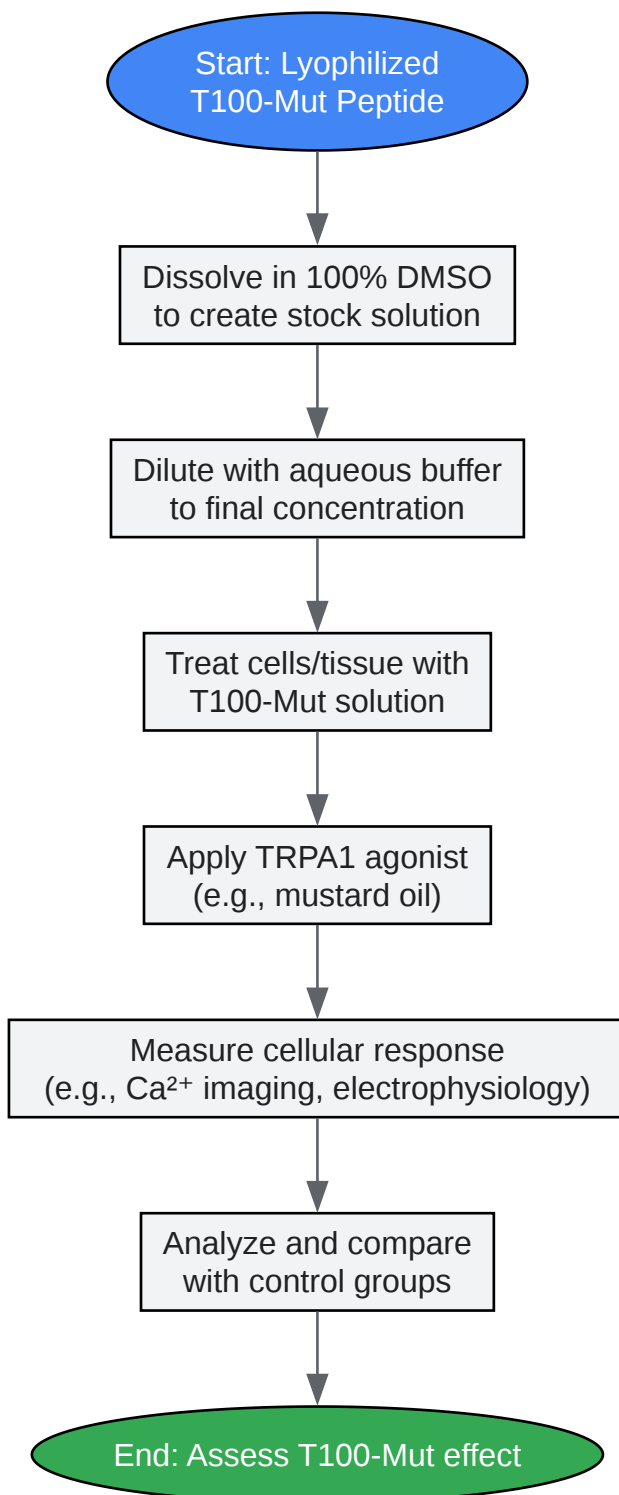 Start: Lyophilized
T100-Mut Peptide
Dissolve in 100% DMSO
to create stock solution
Dilute with aqueous buffer
to final concentration
Treat cells/tissue with
T100-Mut solution
Apply TRPA1 agonist
(e.g., mustard oil)
Measure cellular response
(e.g., Ca²⁺ imaging, electrophysiology)
Analyze and compare
with control groups
End: Assess T100-Mut effect